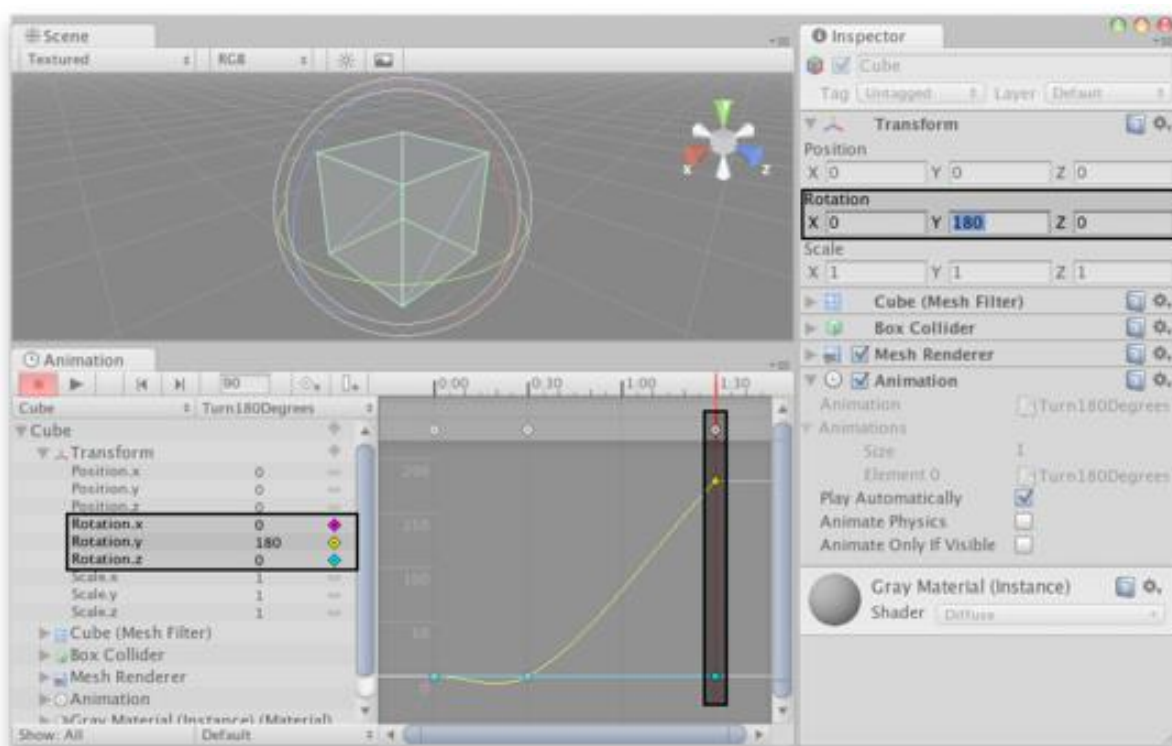 Scene
Textured RGB
X Z
Animation
90 0:00 0:30 1:00 1:30
Cube Turn180Degrees
Cube
Transform
Position.x 0
Position.y 0
Position.z 0
Rotation.x 0
Rotation.y 180
Rotation.z 0
Scale.x 1
Scale.y 1
Scale.z 1
Cube (Mesh Filter)
Box Collider
Mesh Renderer
Animation
Gray Material (Instance) (Material)
Show: All Default
200
150
100
Inspector
Cube
Tag Untagged Layer Default
Transform
Position
X 0 Y 0 Z 0
Rotation
X 0 Y 180 Z 0
Scale
X 1 Y 1 Z 1
Cube (Mesh Filter)
Box Collider
Mesh Renderer
Animation
Animation Turn180Degrees
Animations
Size 1
Element 0 Turn180Degrees
Play Automatically
Animate Physics
Animate Only If Visible
Gray Material (Instance)
Shader Diffuse